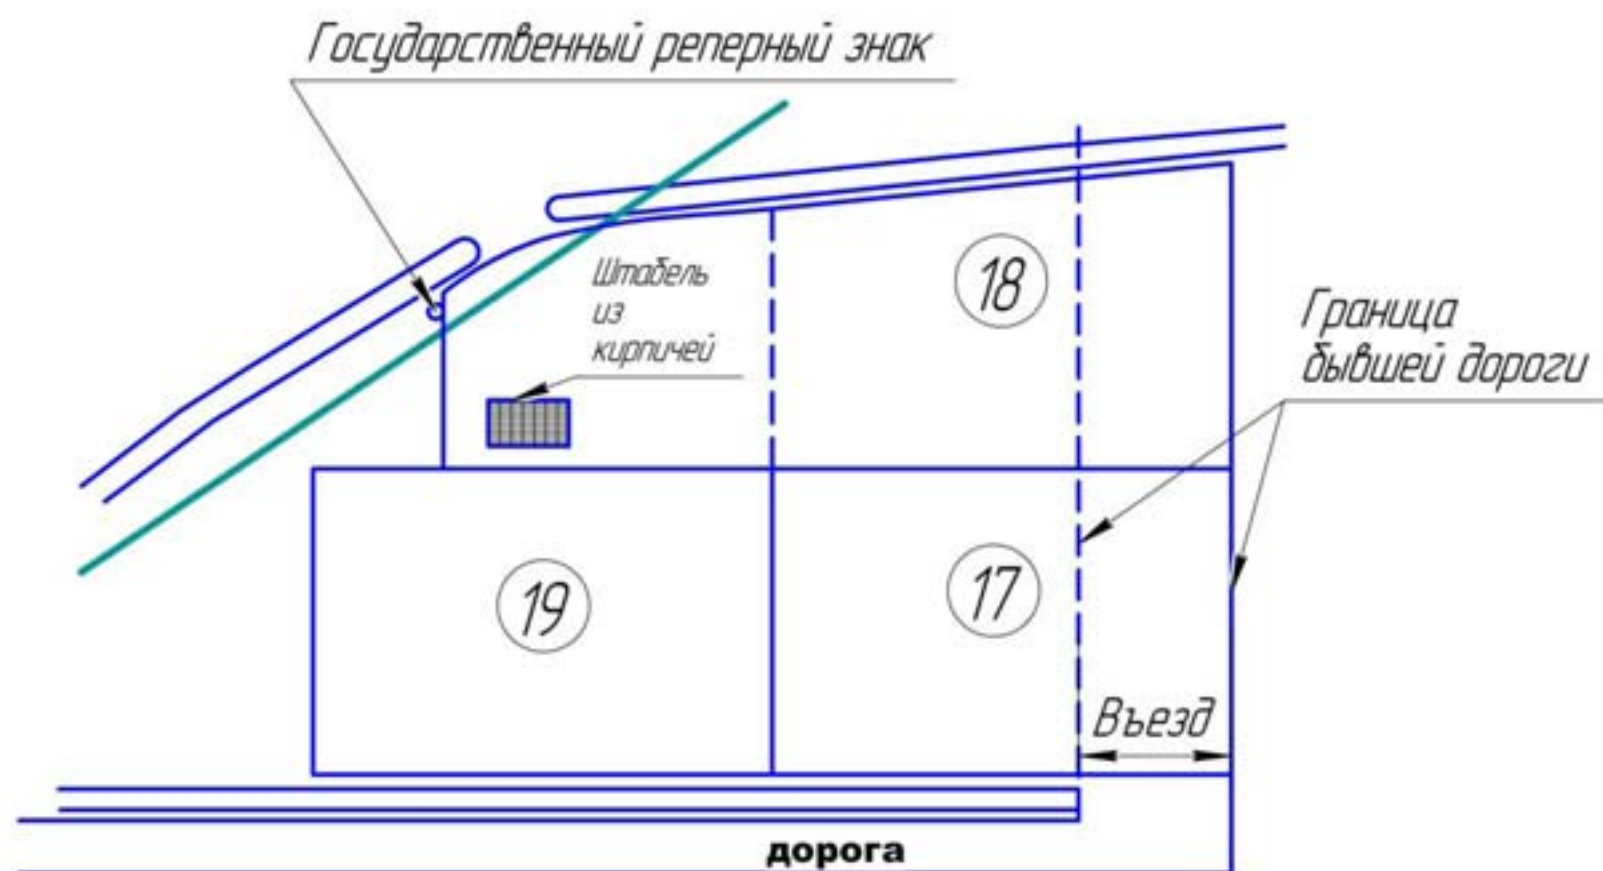 Государственный реперный знак
Штабель
из
кирпичей
18
Граница
бывшей дороги
19
17
Въезд
дорога